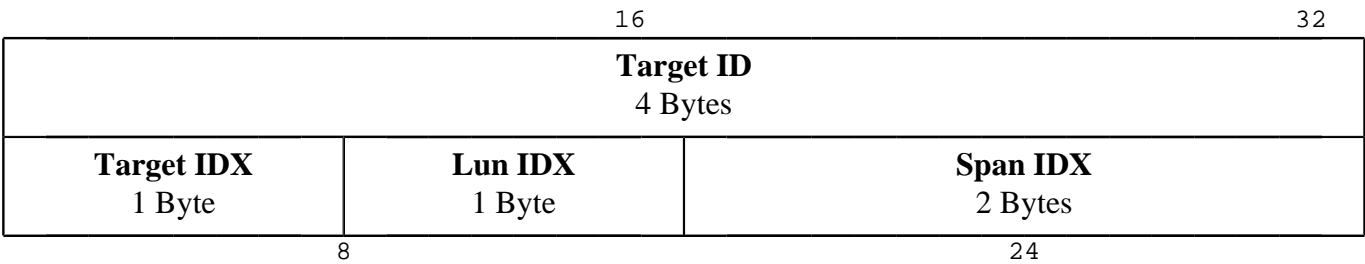 16 32
Target ID
4 Bytes
Target IDX Lun IDX Span IDX
1 Byte 1 Byte 2 Bytes
8 24